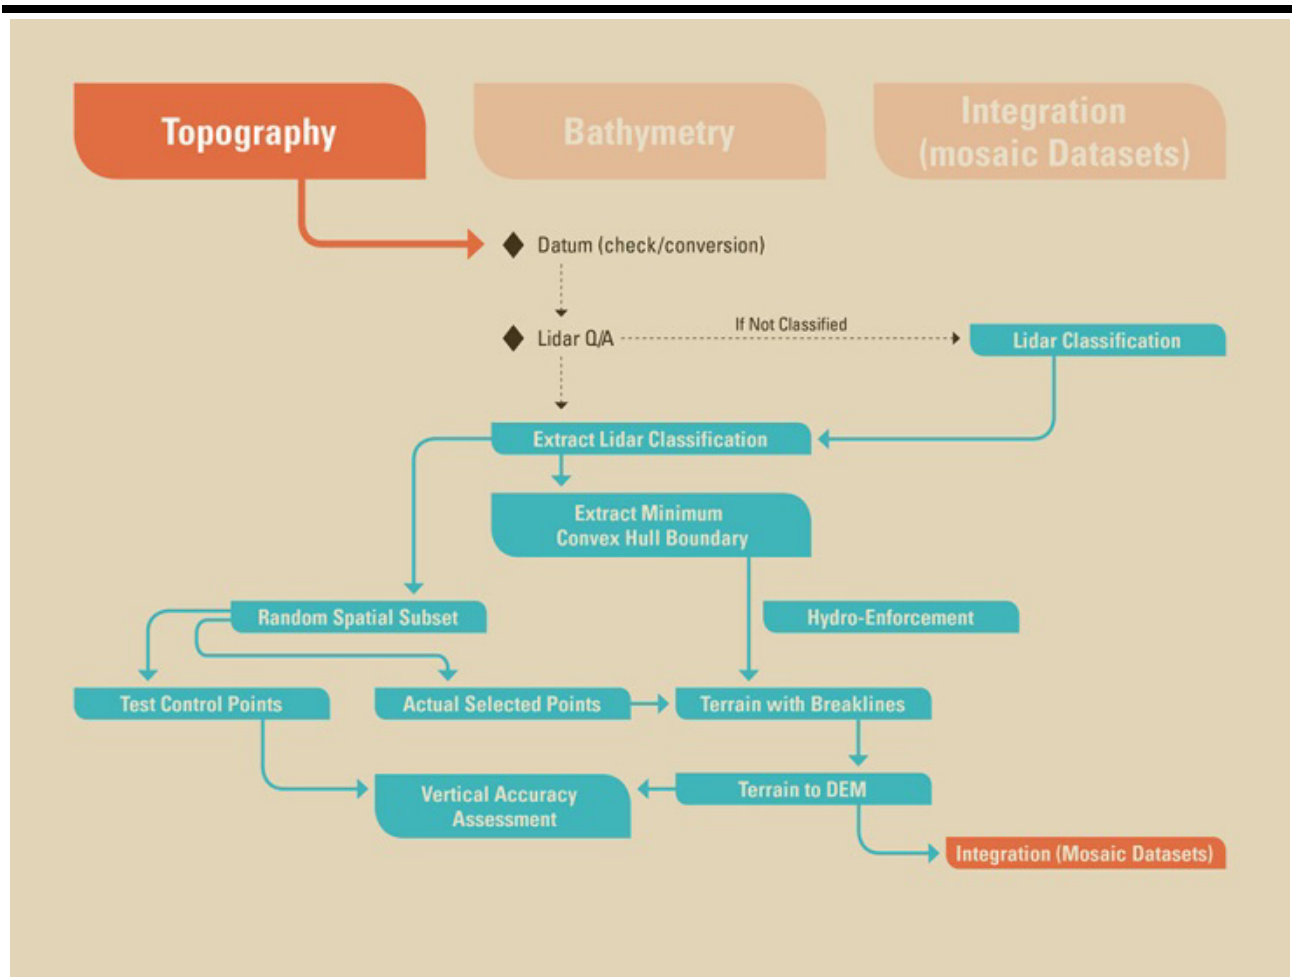 Topography
Bathymetry
Integration
(mosaic Datasets)
Datum (check/conversion)
Lidar Q/A
If Not Classified
Lidar Classification
Extract Lidar Classification
Extract Minimum
Convex Hull Boundary
Random Spatial Subset
Hydro-Enforcement
Test Control Points
Actual Selected Points
Terrain with Breaklines
Vertical Accuracy
Assessment
Terrain to DEM
Integration (Mosaic Datasets)